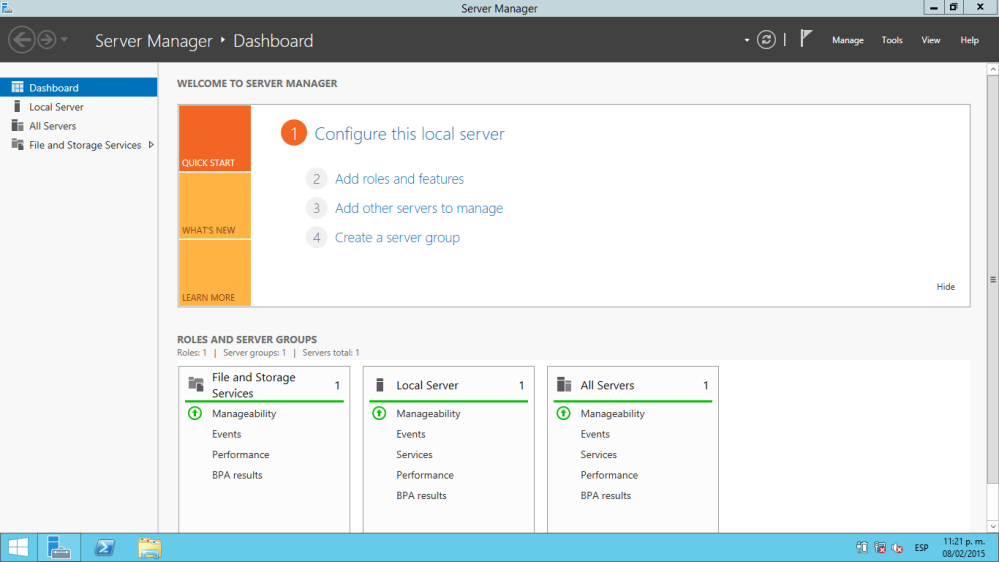 Server Manager
Server Manager ‣ Dashboard
Manage Tools View Help
Dashboard
Local Server
All Servers
File and Storage Services
WELCOME TO SERVER MANAGER
QUICK START
WHAT'S NEW
LEARN MORE
1 Configure this local server
2 Add roles and features
3 Add other servers to manage
4 Create a server group
Hide
ROLES AND SERVER GROUPS
Roles: 1 | Server groups: 1 | Servers total: 1
File and Storage
Services 1
Manageability
Events
Performance
BPA results
Local Server 1
Manageability
Events
Services
Performance
BPA results
All Servers 1
Manageability
Events
Services
Performance
BPA results
ESP
11:21 p. m.
08/02/2015